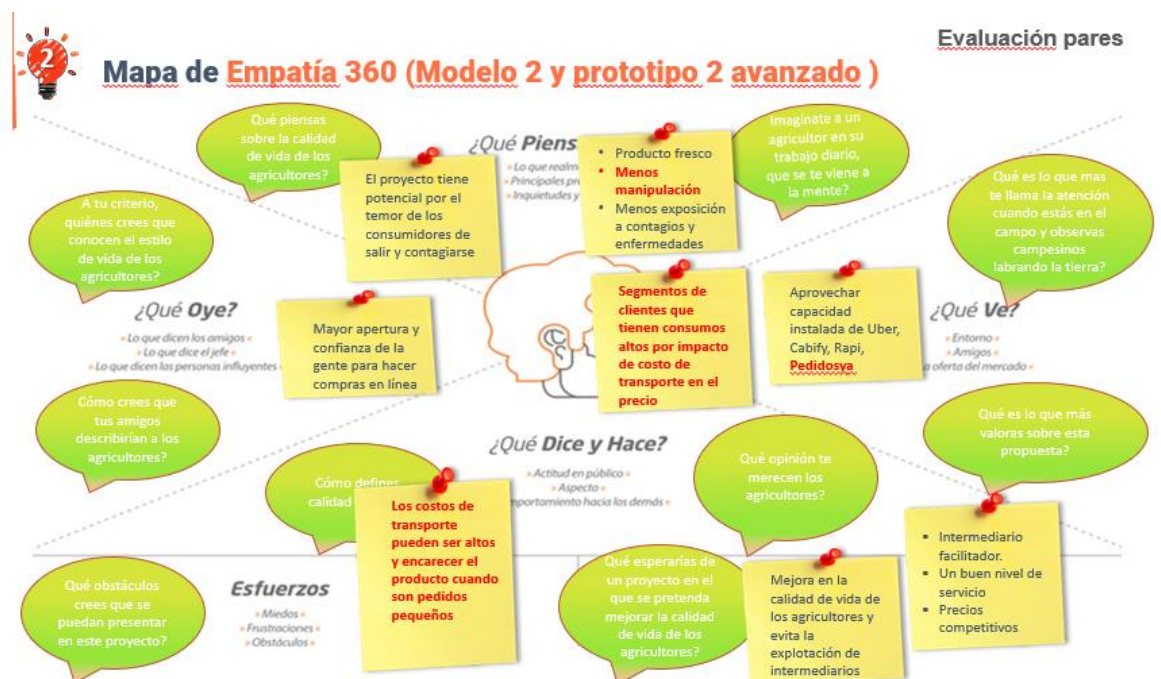 Evaluación pares
2
Mapa de Empatía 360 (Modelo 2 y prototipo 2 avanzado )
Qué piensas
sobre la calidad
de vida de los
agricultores?
¿Qué Piens
» Lo que realm
» Principales pr
» Inquietudes y
El proyecto tiene
potencial por el
temor de los
consumidores de
salir y contagiarse
• Producto fresco
• Menos
manipulación
• Menos exposición
a contagios y
enfermedades
Imagínate a un
agricultor en su
trabajo diario,
que se te viene a
la mente?
Qué es lo que mas
te llama la atención
cuando estás en el
campo y observas
campesinos
labrando la tierra?
A tu criterio,
quiénes crees que
conocen el estilo
de vida de los
agricultores?
¿Qué Oye?
» Lo que dicen los amigos «
» Lo que dice el jefe «
» Lo que dicen las personas influyentes «
Mayor apertura y
confianza de la
gente para hacer
compras en línea
Segmentos de
clientes que
tienen consumos
altos por impacto
de costo de
transporte en el
precio
Aprovechar
capacidad
instalada de Uber,
Cabify, Rapi,
Pedidosya
¿Qué Ve?
» Entorno «
» Amigos «
a oferta del mercado «
Cómo crees que
tus amigos
describirían a los
agricultores?
¿Qué Dice y Hace?
» Actitud en público «
» Aspecto «
mportamiento hacia los demás «
Cómo defines
calidad
Los costos de
transporte
pueden ser altos
y encarecer el
producto cuando
son pedidos
pequeños
Qué opinión te
merecen los
agricultores?
Qué es lo que más
valoras sobre esta
propuesta?
▪ Intermediario
facilitador.
▪ Un buen nivel de
servicio
▪ Precios
competitivos
Qué obstáculos
crees que se
puedan presentar
en este proyecto?
Esfuerzos
» Miedos «
» Frustraciones «
» Obstáculos «
Qué esperarías de
un proyecto en el
que se pretenda
mejorar la calidad
de vida de los
agricultores?
Mejora en la
calidad de vida de
los agricultores y
evita la
explotación de
intermediarios